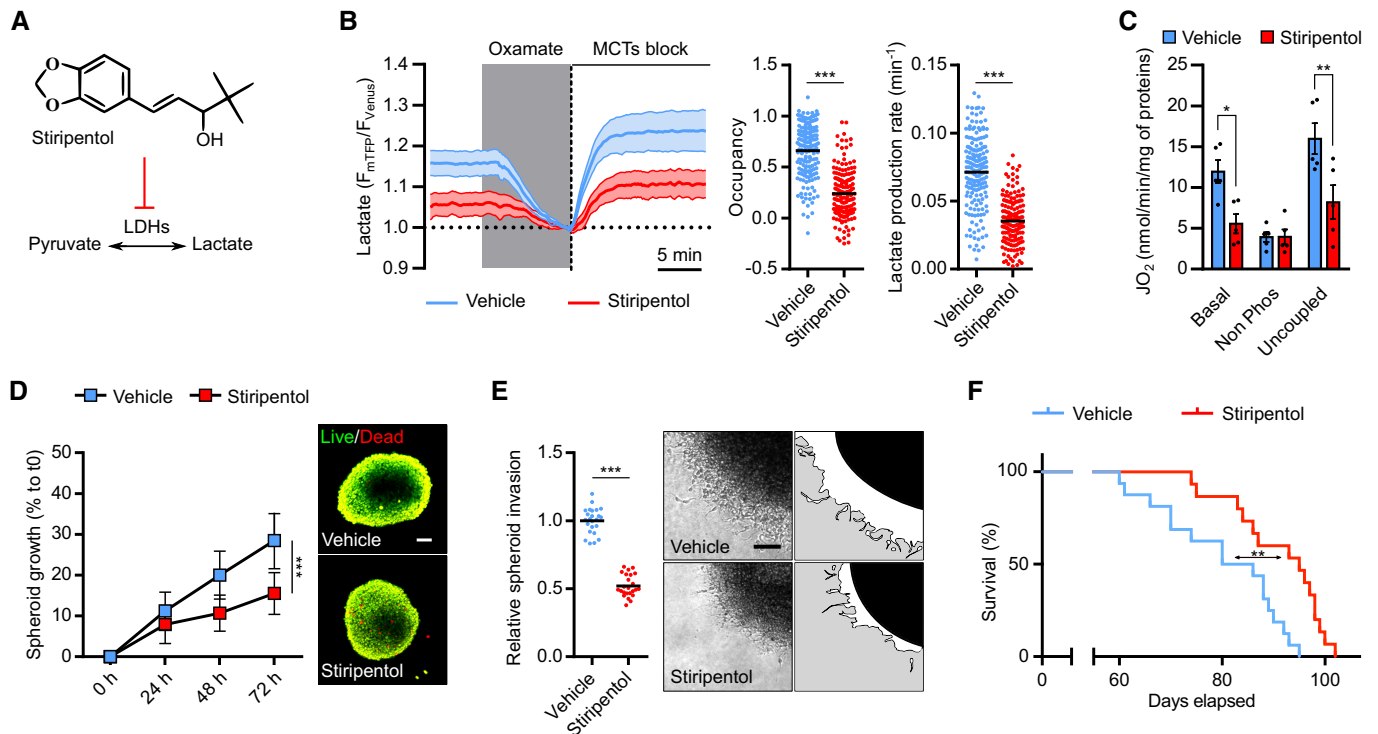 A
O
O
OH
Stiripentol
LDHs
Pyruvate
Lactate
B
Oxamate
MCTs block
Lactate (FmTFP/FVenus)
1.4
1.3
1.2
1.1
1.0
0.9
5 min
Vehicle
Stiripentol
Occupancy
1.5
1.0
0.5
0.0
-0.5
***
Vehicle
Stiripentol
Lactate production rate (min-1)
0.15
0.10
0.05
0.00
***
Vehicle
Stiripentol
C
Vehicle
Stiripentol
JO2 (nmol/min/mg of proteins)
25
20
15
10
5
0
*
**
Basal
Non Phos
Uncoupled
D
Vehicle
Stiripentol
Spheroid growth (% to t0)
50
40
30
20
10
0
***
0 h
24 h
48 h
72 h
Live/Dead
Vehicle
Stiripentol
E
Relative spheroid invasion
1.5
1.0
0.5
0.0
***
Vehicle
Stiripentol
Vehicle
Stiripentol
F
Vehicle
Stiripentol
Survival (%)
100
50
0
**
0
60
80
100
Days elapsed